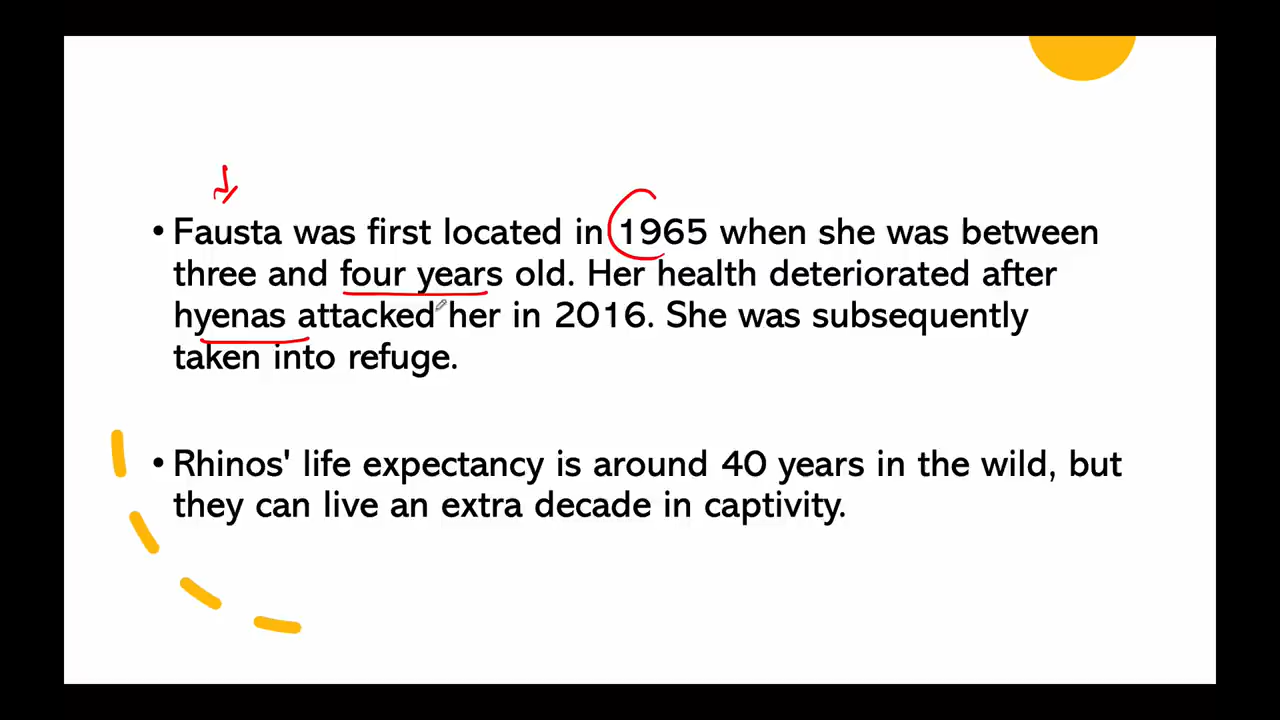 • Fausta was first located in 1965 when she was between
three and four years old. Her health deteriorated after
hyenas attacked her in 2016. She was subsequently
taken into refuge.
• Rhinos' life expectancy is around 40 years in the wild, but
they can live an extra decade in captivity.